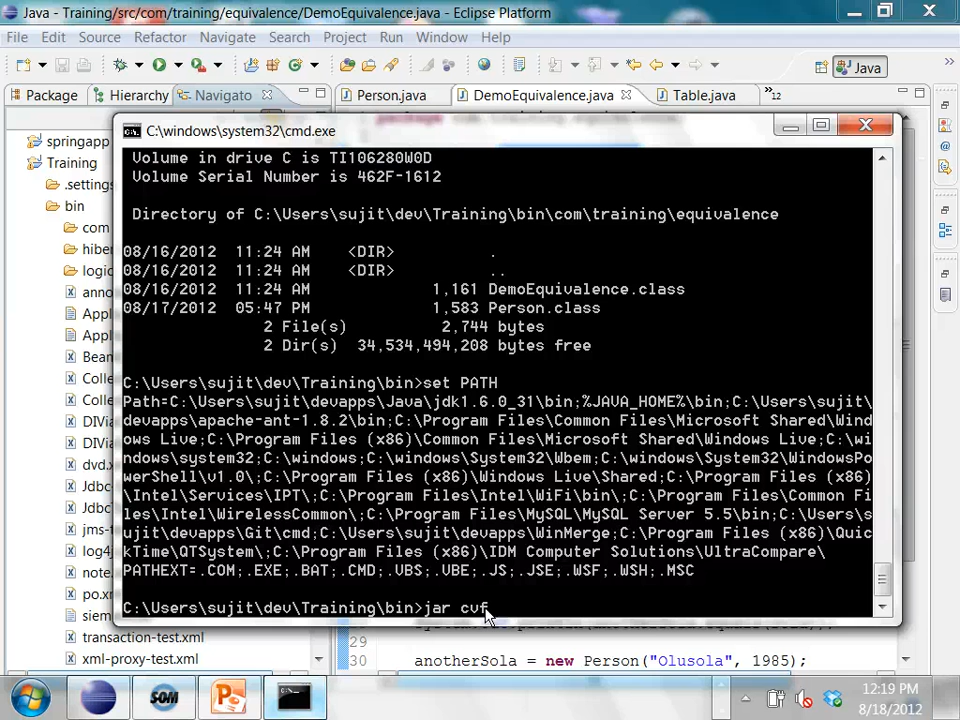 Java - Training/src/com/training/equivalence/DemoEquivalence.java - Eclipse Platform
File Edit Source Refactor Navigate Search Project Run Window Help
Java
Package Hierarchy Navigato Person.java DemoEquivalence.java Table.java 12
springapp
Training
.settings
bin
com
hiber
logic
anno
Appl
Appl
Bean
Colle
Colle
DIVi
DIVi
dvd.x
Jdbc
Jdbc
jms-t
log4j
note.
po.xm
siem
transaction-test.xml
xml-proxy-test.xml
C:\windows\system32\cmd.exe
Volume in drive C is TI106280W0D
Volume Serial Number is 462F-1612
Directory of C:\Users\sujit\dev\Training\bin\com\training\equivalence
08/16/2012 11:24 AM <DIR> .
08/16/2012 11:24 AM <DIR> ..
08/16/2012 11:24 AM 1,161 DemoEquivalence.class
08/17/2012 05:47 PM 1,583 Person.class
2 File(s) 2,744 bytes
2 Dir(s) 34,534,494,208 bytes free
C:\Users\sujit\dev\Training\bin>set PATH
Path=C:\Users\sujit\devapps\Java\jdk1.6.0_31\bin;%JAVA_HOME%\bin;C:\Users\sujit\
devapps\apache-ant-1.8.2\bin;C:\Program Files\Common Files\Microsoft Shared\Wind
ows Live;C:\Program Files (x86)\Common Files\Microsoft Shared\Windows Live;C:\wi
ndows\system32;C:\windows;C:\windows\System32\Wbem;C:\windows\System32\WindowsPo
werShell\v1.0\;C:\Program Files (x86)\Windows Live\Shared;C:\Program Files (x86)
\Intel\Services\IPT\;C:\Program Files\Intel\WiFi\bin\;C:\Program Files\Common Fi
les\Intel\WirelessCommon\;C:\Program Files\MySQL\MySQL Server 5.5\bin;C:\Users\s
ujit\devapps\Git\cmd;C:\Users\sujit\devapps\WinMerge;C:\Program Files (x86)\Quic
kTime\QTSystem\;C:\Program Files (x86)\IDM Computer Solutions\UltraCompare\
PATHEXT=.COM;.EXE;.BAT;.CMD;.VBS;.VBE;.JS;.JSE;.WSF;.WSH;.MSC
C:\Users\sujit\dev\Training\bin>jar cvf
29
30 anotherSola = new Person("Olusola", 1985);
SOM
12:19 PM
8/18/2012